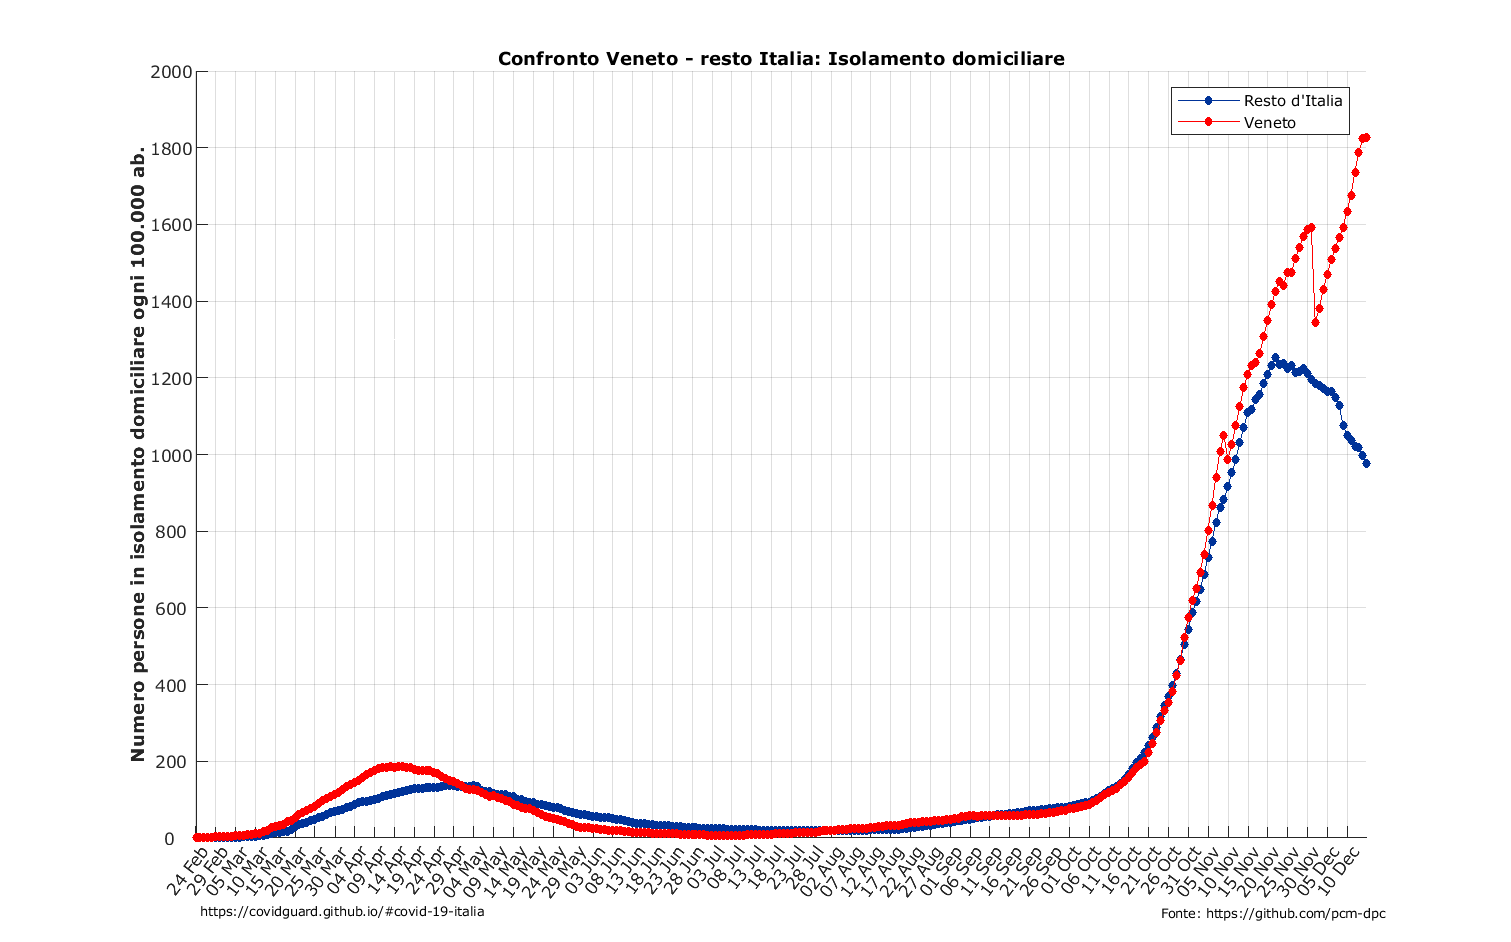 Confronto Veneto - resto Italia: Isolamento domiciliare
Numero persone in isolamento domiciliare ogni 100.000 ab.
2000
1800
1600
1400
1200
1000
800
600
400
200
0
Resto d'Italia
Veneto
24 Feb
29 Feb
05 Mar
10 Mar
15 Mar
20 Mar
25 Mar
30 Mar
04 Apr
09 Apr
14 Apr
19 Apr
24 Apr
29 Apr
04 May
09 May
14 May
19 May
24 May
29 May
03 Jun
08 Jun
13 Jun
18 Jun
23 Jun
28 Jun
03 Jul
08 Jul
13 Jul
18 Jul
23 Jul
28 Jul
02 Aug
07 Aug
12 Aug
17 Aug
22 Aug
27 Aug
01 Sep
06 Sep
11 Sep
16 Sep
21 Sep
26 Sep
01 Oct
06 Oct
11 Oct
16 Oct
21 Oct
26 Oct
31 Oct
05 Nov
10 Nov
15 Nov
20 Nov
25 Nov
30 Nov
05 Dec
10 Dec
https://covidguard.github.io/#covid-19-italia
Fonte: https://github.com/pcm-dpc